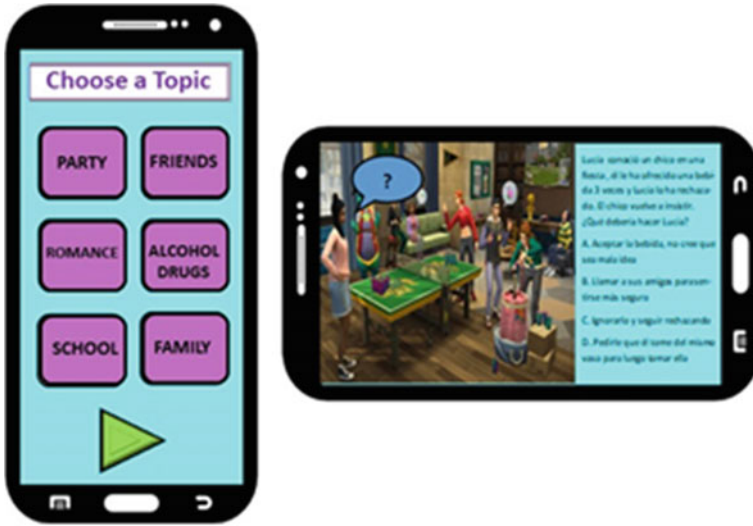 Choose a Topic
PARTY
FRIENDS
ROMANCE
ALCOHOL
DRUGS
SCHOOL
FAMILY
?
Lucía conoció un chico en una
fiesta, él le ha ofrecido una bebi-
da 3 veces y Lucía lo ha rechaza-
do. El chico vuelve a insistir.
¿Qué debería hacer Lucía?
A. Aceptar la bebida, no cree que
sea mala idea
B. Llamar a sus amigas para sen-
tirse más segura
C. Ignorarlo y seguir rechazando
D. Pedirle que él tome del mismo
vaso para luego tomar ella